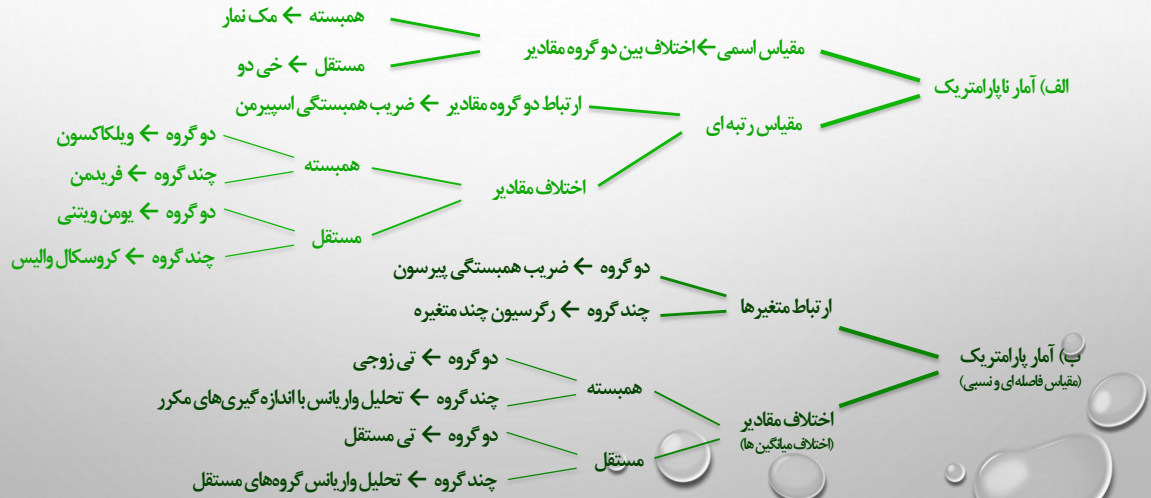 الف) آمار ناپارامتریک
مقیاس اسمی ← اختلاف بین دو گروه مقادیر
همبسته ← مک نمار
مستقل ← خی دو
مقیاس رتبه ای
ارتباط دو گروه مقادیر ← ضریب همبستگی اسپیرمن
اختلاف مقادیر
همبسته
دو گروه ← ویلکاکسون
چند گروه ← فریدمن
مستقل
دو گروه ← یومن ویتنی
چند گروه ← کروسکال والیس
ب) آمار پارامتریک
(مقیاس فاصله ای و نسبی)
ارتباط متغیرها
دو گروه ← ضریب همبستگی پیرسون
چند گروه ← رگرسیون چند متغیره
اختلاف مقادیر
(اختلاف میانگین ها)
همبسته
دو گروه ← تی زوجی
چند گروه ← تحلیل واریانس با اندازه گیری‌های مکرر
مستقل
دو گروه ← تی مستقل
چند گروه ← تحلیل واریانس گروه‌های مستقل